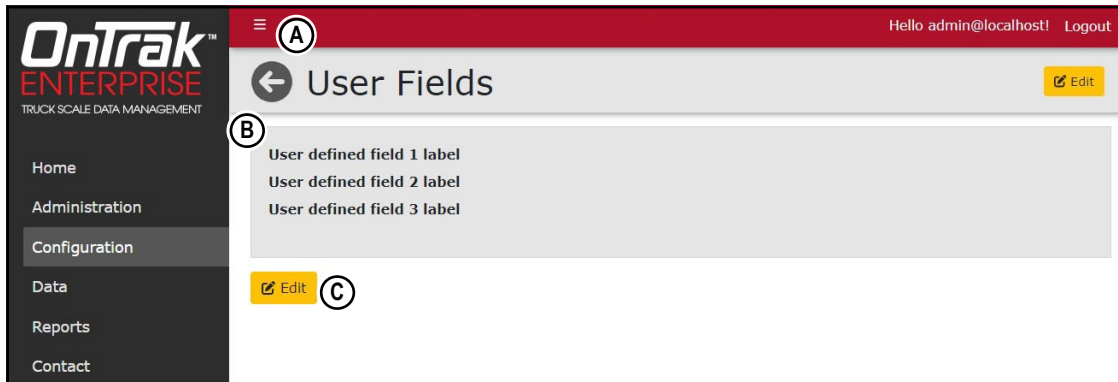 OnTrak™
ENTERPRISE
TRUCK SCALE DATA MANAGEMENT
Home
Administration
Configuration
Data
Reports
Contact
A
Hello admin@localhost! Logout
User Fields
Edit
B
User defined field 1 label
User defined field 2 label
User defined field 3 label
Edit
C